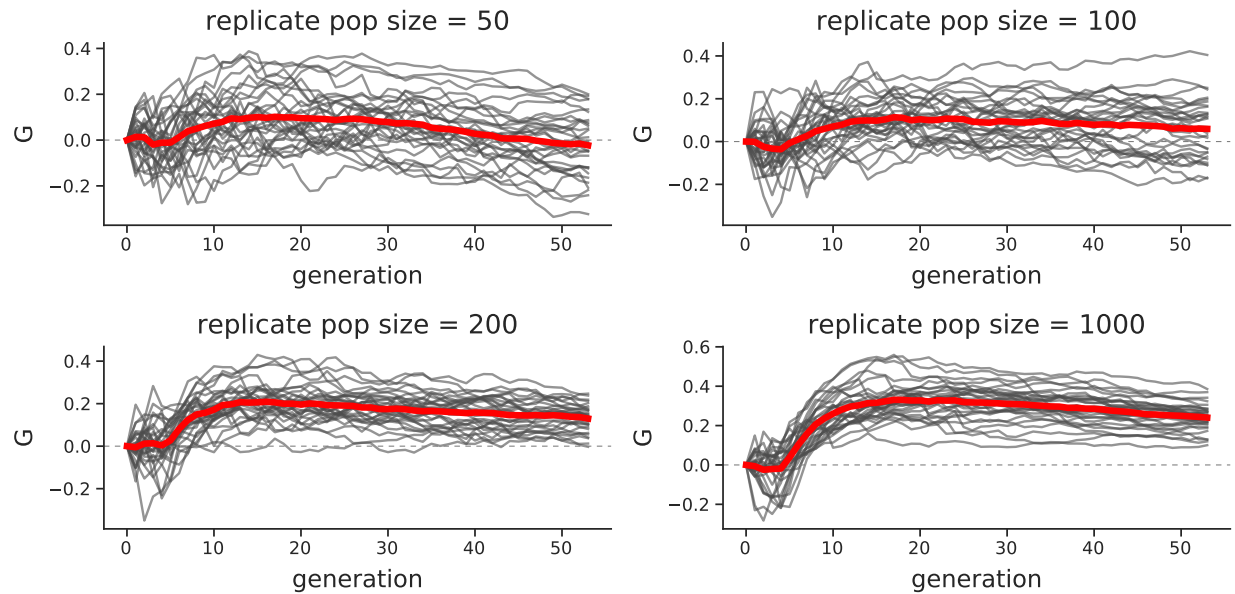 replicate pop size = 50
0.4
0.2
0.0
−0.2
G
0 10 20 30 40 50
generation
replicate pop size = 100
0.4
0.2
0.0
−0.2
G
0 10 20 30 40 50
generation
replicate pop size = 200
0.4
0.2
0.0
−0.2
G
0 10 20 30 40 50
generation
replicate pop size = 1000
0.6
0.4
0.2
0.0
−0.2
G
0 10 20 30 40 50
generation